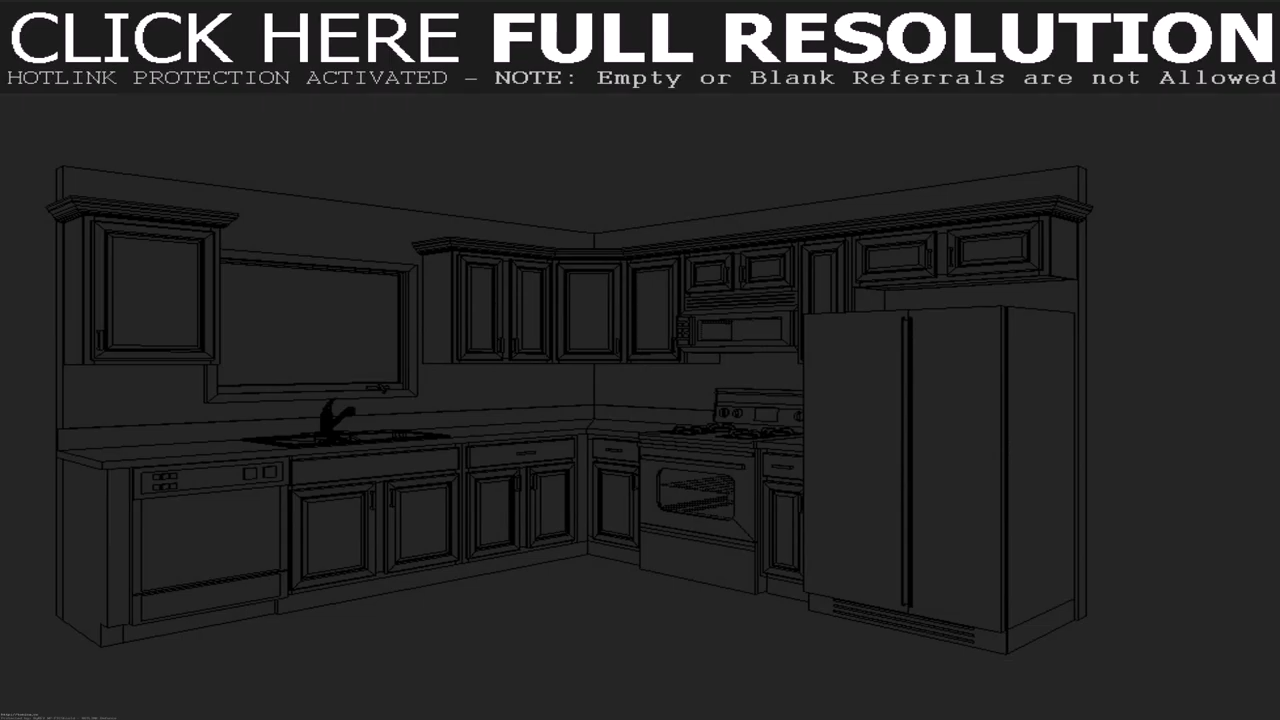 CLICK HERE FULL RESOLUTION
HOTLINK PROTECTION ACTIVATED – NOTE: Empty or Blank Referrals are not Allowed